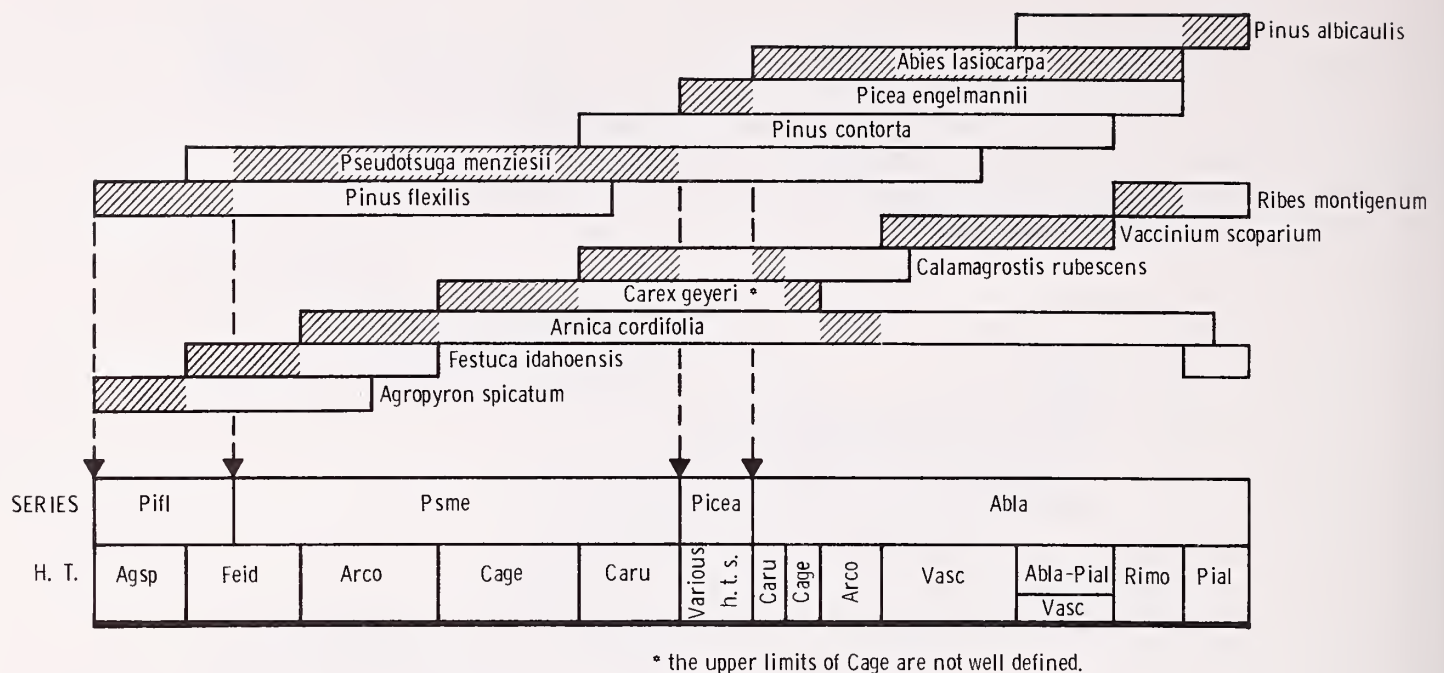 Pinus albicaulis
Abies lasiocarpa
Picea engelmannii
Pinus contorta
Pseudotsuga menziesii
Pinus flexilis
Ribes montigenum
Vaccinium scoparium
Calamagrostis rubescens
Carex geyeri *
Arnica cordifolia
Festuca idahoensis
Agropyron spicatum
SERIES Pifl Psme Picea Abla
H. T. Agsp Feid Arco Cage Caru Various h. t. s. Caru Cage Arco Vasc Abla-Pial Rimo Pial
Vasc
* the upper limits of Cage are not well defined.